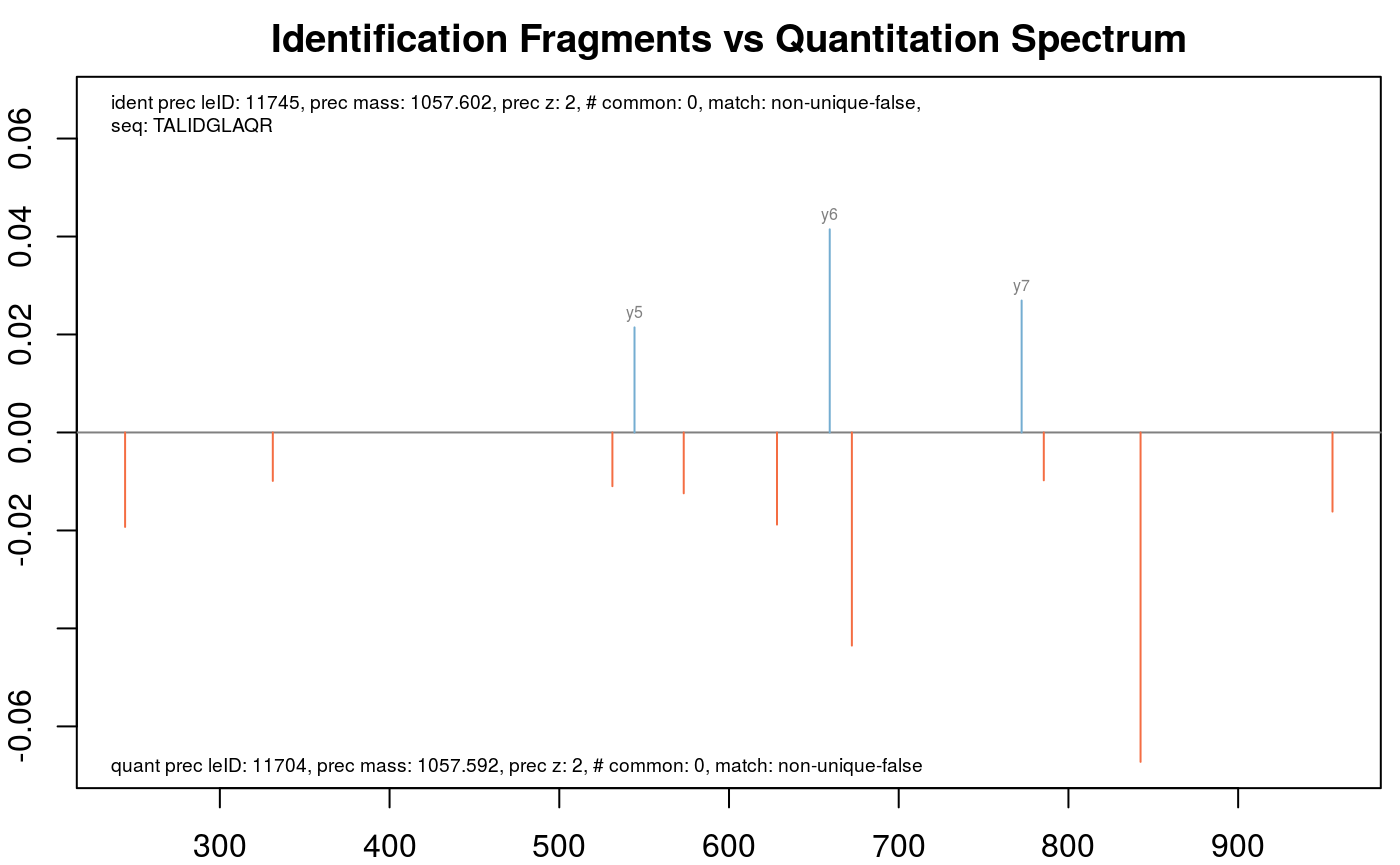 Identification Fragments vs Quantitation Spectrum
ident prec leID: 11745, prec mass: 1057.602, prec z: 2, # common: 0, match: non-unique-false,
seq: TALIDGLAQR
0.06
0.04
0.02
0.00
-0.02
-0.06
y5
y6
y7
quant prec leID: 11704, prec mass: 1057.592, prec z: 2, # common: 0, match: non-unique-false
300 400 500 600 700 800 900